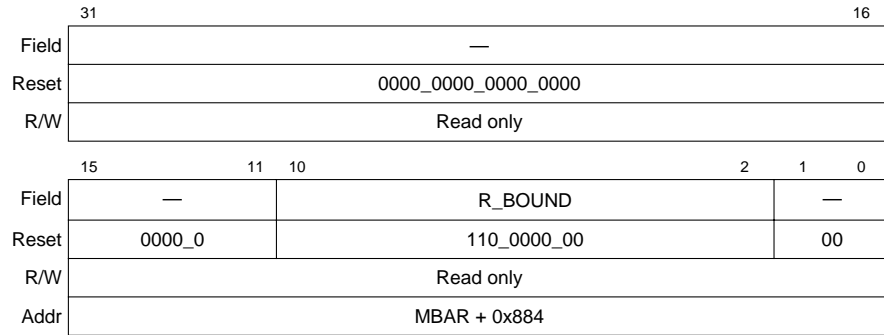 31 16
Field —
Reset 0000_0000_0000_0000
R/W Read only
15 11 10 2 1 0
Field — R_BOUND —
Reset 0000_0 110_0000_00 00
R/W Read only
Addr MBAR + 0x884